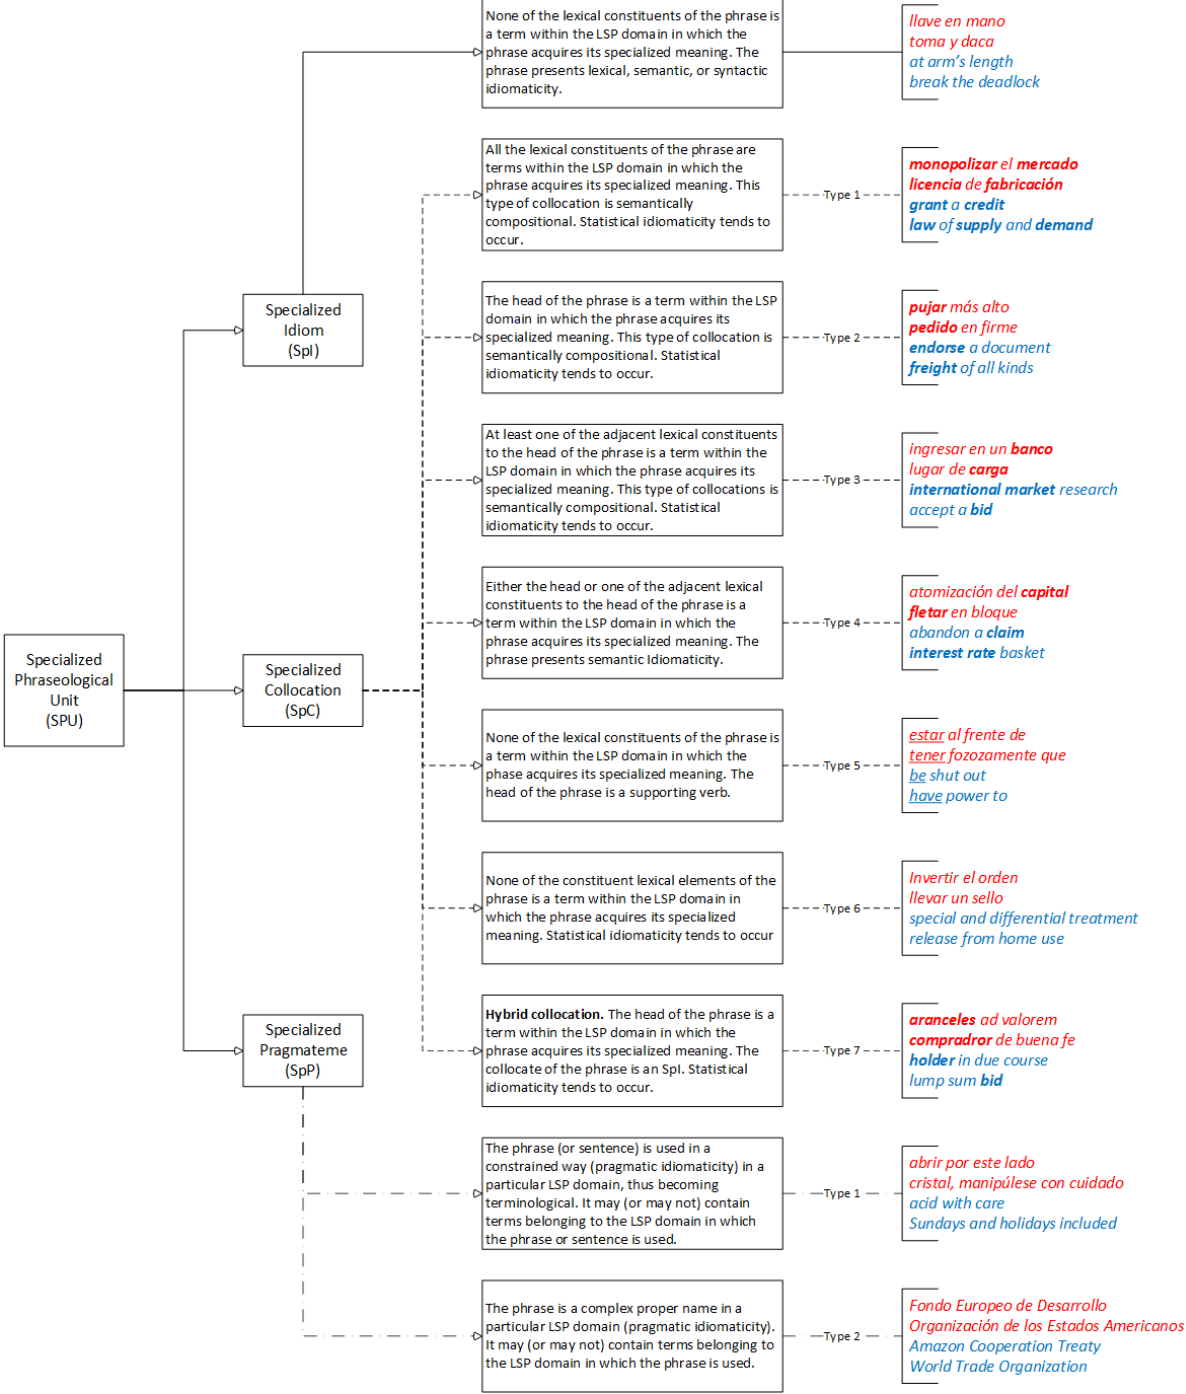 None of the lexical constituents of the phrase is
a term within the LSP domain in which the
phrase acquires its specialized meaning. The
phrase presents lexical, semantic, or syntactic
idiomaticity.
llave en mano
toma y daca
at arm's length
break the deadlock
All the lexical constituents of the phrase are
terms within the LSP domain in which the
phrase acquires its specialized meaning. This
type of collocation is semantically
compositional. Statistical idiomaticity tends to
occur.
Type 1
monopolizar el mercado
licencia de fabricación
grant a credit
law of supply and demand
Specialized
Idiom
(SpI)
The head of the phrase is a term within the LSP
domain in which the phrase acquires its
specialized meaning. This type of collocation is
semantically compositional. Statistical
idiomaticity tends to occur.
Type 2
pujar más alto
pedido en firme
endorse a document
freight of all kinds
At least one of the adjacent lexical constituents
to the head of the phrase is a term within the
LSP domain in which the phrase acquires its
specialized meaning. This type of collocations is
semantically compositional. Statistical
idiomaticity tends to occur.
Type 3
ingresar en un banco
lugar de carga
international market research
accept a bid
Either the head or one of the adjacent lexical
constituents to the head of the phrase is a
term within the LSP domain in which the
phrase acquires its specialized meaning. The
phrase presents semantic Idiomaticity.
Type 4
atomización del capital
fletar en bloque
abandon a claim
interest rate basket
Specialized
Phraseological
Unit
(SPU)
Specialized
Collocation
(SpC)
None of the lexical constituents of the phrase is
a term within the LSP domain in which the
phase acquires its specialized meaning. The
head of the phrase is a supporting verb.
Type 5
estar al frente de
tener fozozamente que
be shut out
have power to
None of the constituent lexical elements of the
phrase is a term within the LSP domain in
which the phrase acquires its specialized
meaning. Statistical idiomaticity tends to occur
Type 6
Invertir el orden
llevar un sello
special and differential treatment
release from home use
Specialized
Pragmateme
(SpP)
Hybrid collocation. The head of the phrase is a
term within the LSP domain in which the
phrase acquires its specialized meaning. The
collocate of the phrase is an SpI. Statistical
idiomaticity tends to occur.
Type 7
aranceles ad valorem
compradror de buena fe
holder in due course
lump sum bid
The phrase (or sentence) is used in a
constrained way (pragmatic idiomaticity) in a
particular LSP domain, thus becoming
terminological. It may (or may not) contain
terms belonging to the LSP domain in which
the phrase or sentence is used.
Type 1
abrir por este lado
cristal, manipúlese con cuidado
acid with care
Sundays and holidays included
The phrase is a complex proper name in a
particular LSP domain (pragmatic idiomaticity).
It may (or may not) contain terms belonging to
the LSP domain in which the phrase is used.
Type 2
Fondo Europeo de Desarrollo
Organización de los Estados Americanos
Amazon Cooperation Treaty
World Trade Organization